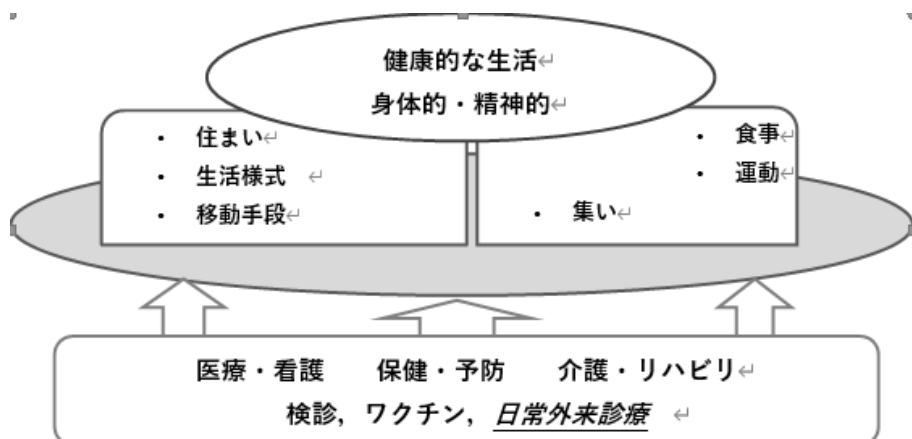 健康的な生活
身体的・精神的
・ 住まい
・ 生活様式
・ 移動手段
・ 食事
・ 運動
・ 集い
医療・看護 保健・予防 介護・リハビリ
検診, ワクチン, 日常外来診療